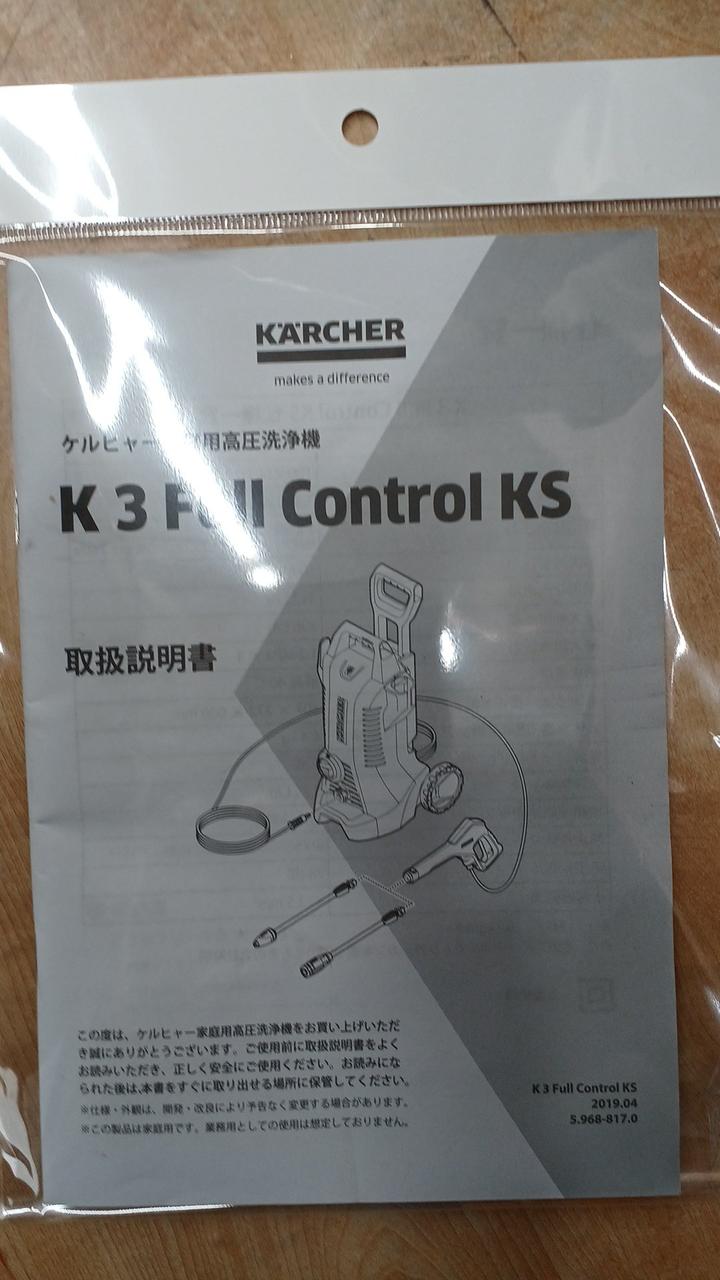 KÄRCHER
makes a difference
ケルヒャー 用高圧洗浄機
K 3 Full Control KS
取扱説明書
この度は、ケルヒャー家庭用高圧洗浄機をお買い上げいただ
き誠にありがとうございます。ご使用前に取扱説明書をよく
お読みいただき、正しく安全にご使用ください。お読みにな
られた後は、本書をすぐに取り出せる場所に保管してください。
※仕様・外観は、開発・改良により予告なく変更する場合があります。
※この製品は家庭用です。業務用としての使用は想定しておりません。
K 3 Full Control KS
2019.04
5.968-817.0